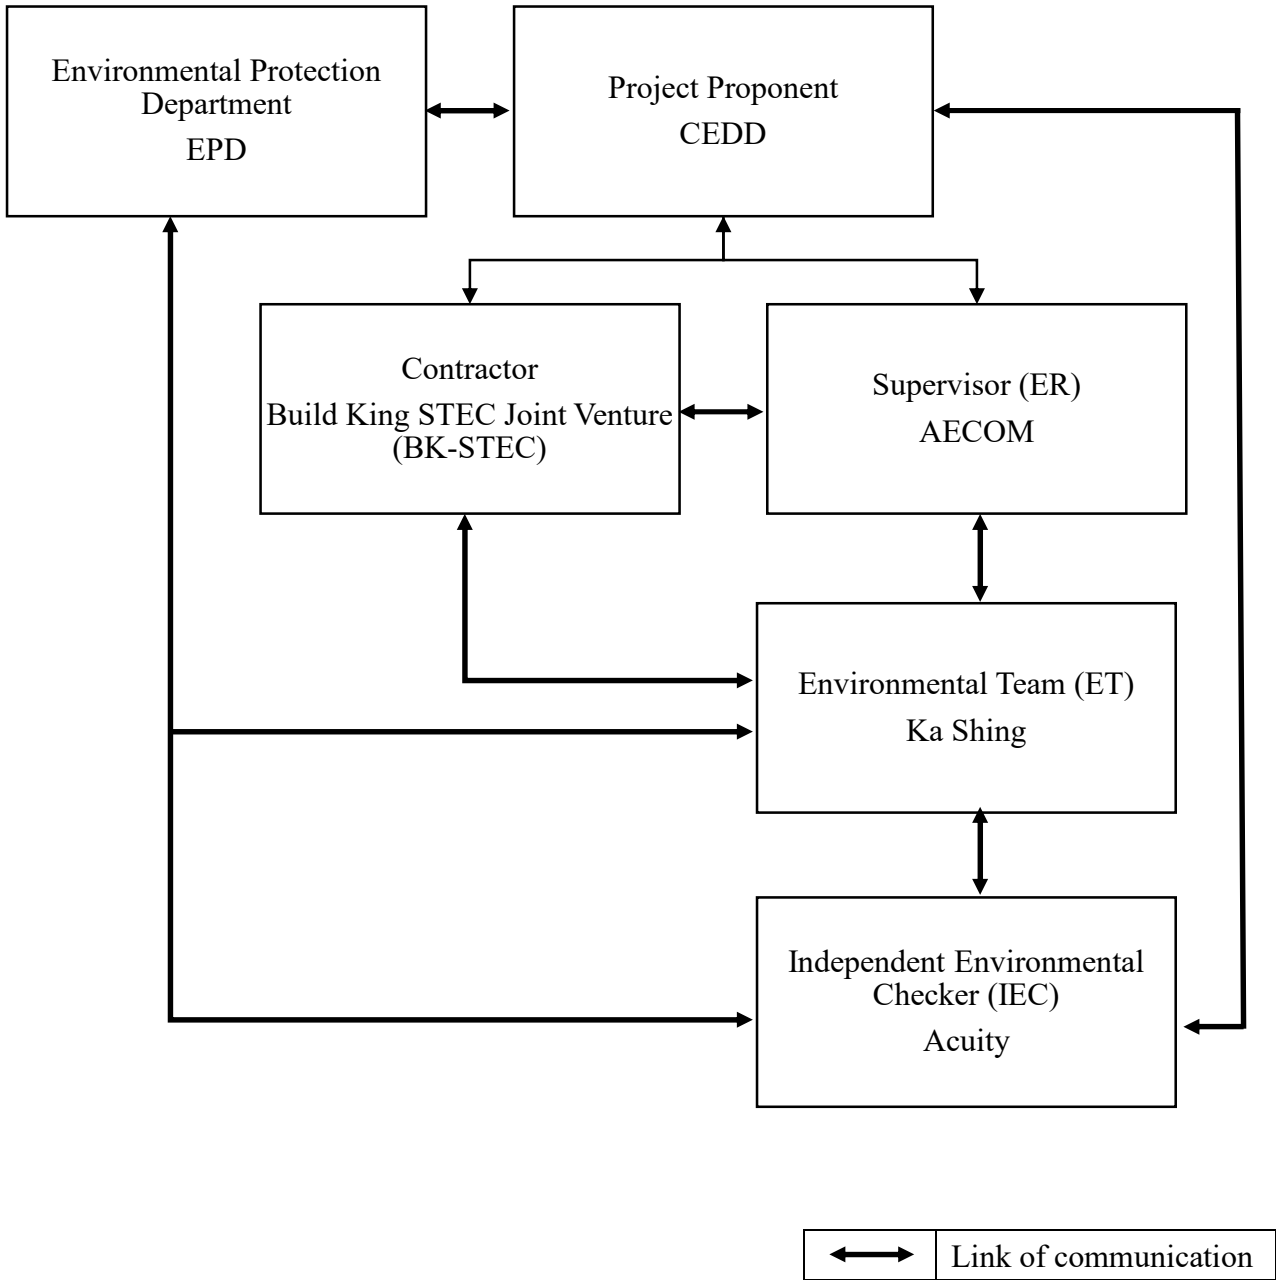 Environmental Protection
Department
EPD
Project Proponent
CEDD
Contractor
Build King STEC Joint Venture
(BK-STEC)
Supervisor (ER)
AECOM
Environmental Team (ET)
Ka Shing
Independent Environmental
Checker (IEC)
Acuity
Link of communication